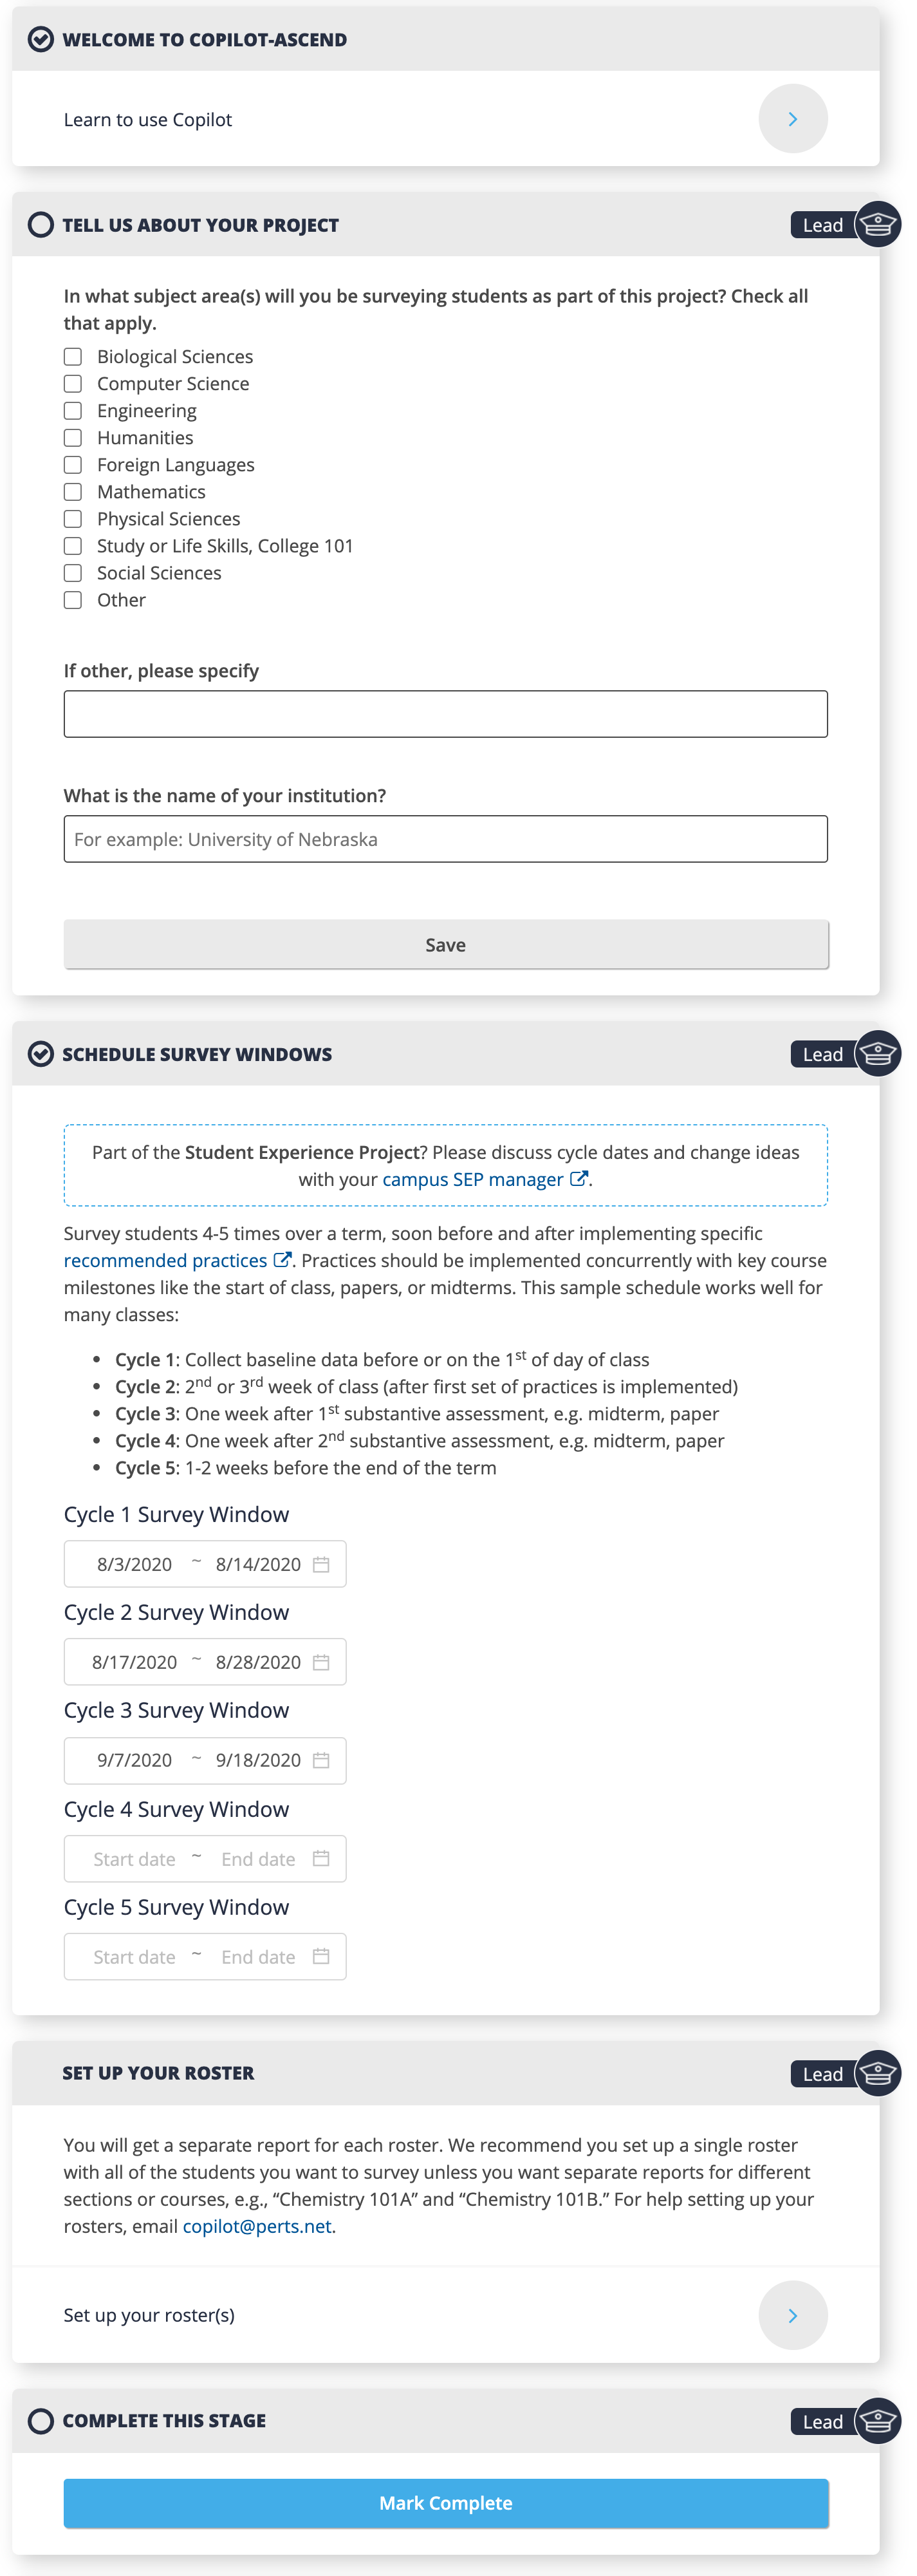 WELCOME TO COPILOT-ASCEND
Learn to use Copilot
TELL US ABOUT YOUR PROJECT
Lead
In what subject area(s) will you be surveying students as part of this project? Check all
that apply.
Biological Sciences
Computer Science
Engineering
Humanities
Foreign Languages
Mathematics
Physical Sciences
Study or Life Skills, College 101
Social Sciences
Other
If other, please specify
What is the name of your institution?
For example: University of Nebraska
Save
SCHEDULE SURVEY WINDOWS
Lead
Part of the Student Experience Project? Please discuss cycle dates and change ideas
with your campus SEP manager.
Survey students 4-5 times over a term, soon before and after implementing specific
recommended practices. Practices should be implemented concurrently with key course
milestones like the start of class, papers, or midterms. This sample schedule works well for
many classes:
• Cycle 1: Collect baseline data before or on the 1st of day of class
• Cycle 2: 2nd or 3rd week of class (after first set of practices is implemented)
• Cycle 3: One week after 1st substantive assessment, e.g. midterm, paper
• Cycle 4: One week after 2nd substantive assessment, e.g. midterm, paper
• Cycle 5: 1-2 weeks before the end of the term
Cycle 1 Survey Window
8/3/2020 ~ 8/14/2020
Cycle 2 Survey Window
8/17/2020 ~ 8/28/2020
Cycle 3 Survey Window
9/7/2020 ~ 9/18/2020
Cycle 4 Survey Window
Start date ~ End date
Cycle 5 Survey Window
Start date ~ End date
SET UP YOUR ROSTER
Lead
You will get a separate report for each roster. We recommend you set up a single roster
with all of the students you want to survey unless you want separate reports for different
sections or courses, e.g., “Chemistry 101A” and “Chemistry 101B.” For help setting up your
rosters, email copilot@perts.net.
Set up your roster(s)
COMPLETE THIS STAGE
Lead
Mark Complete